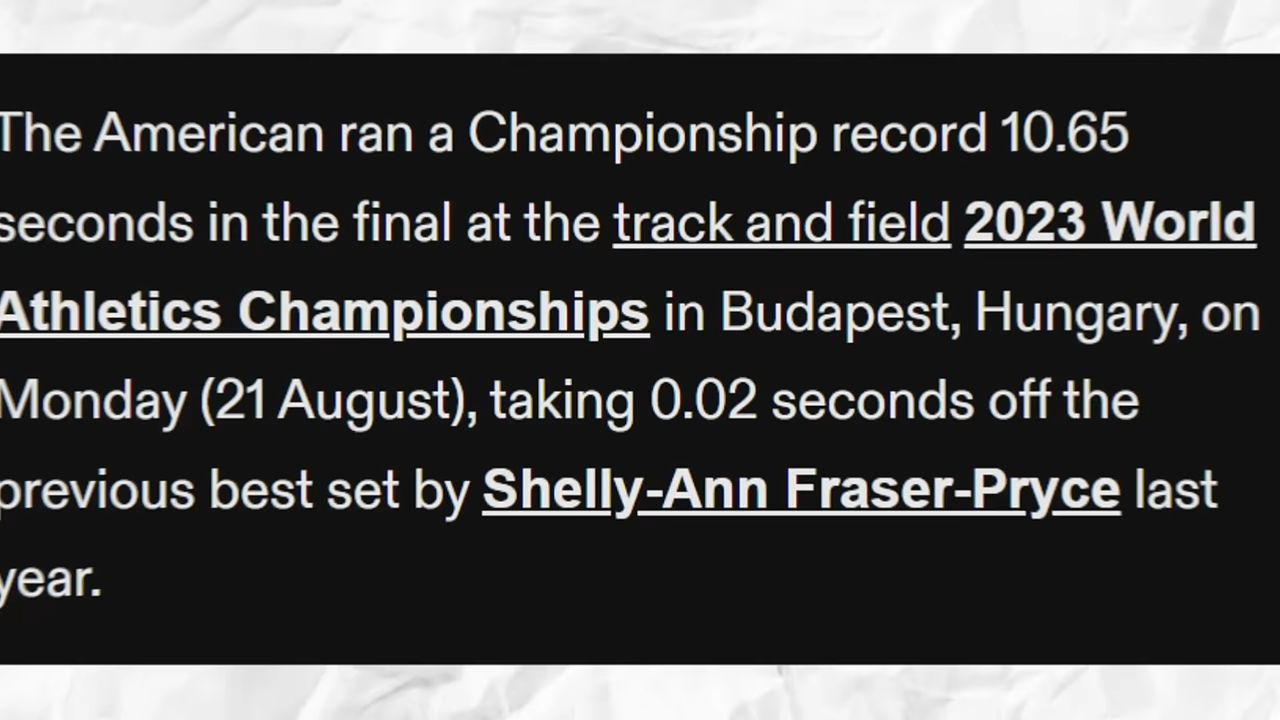 The American ran a Championship record 10.65
seconds in the final at the track and field 2023 World
Athletics Championships in Budapest, Hungary, on
Monday (21 August), taking 0.02 seconds off the
previous best set by Shelly-Ann Fraser-Pryce last
year.